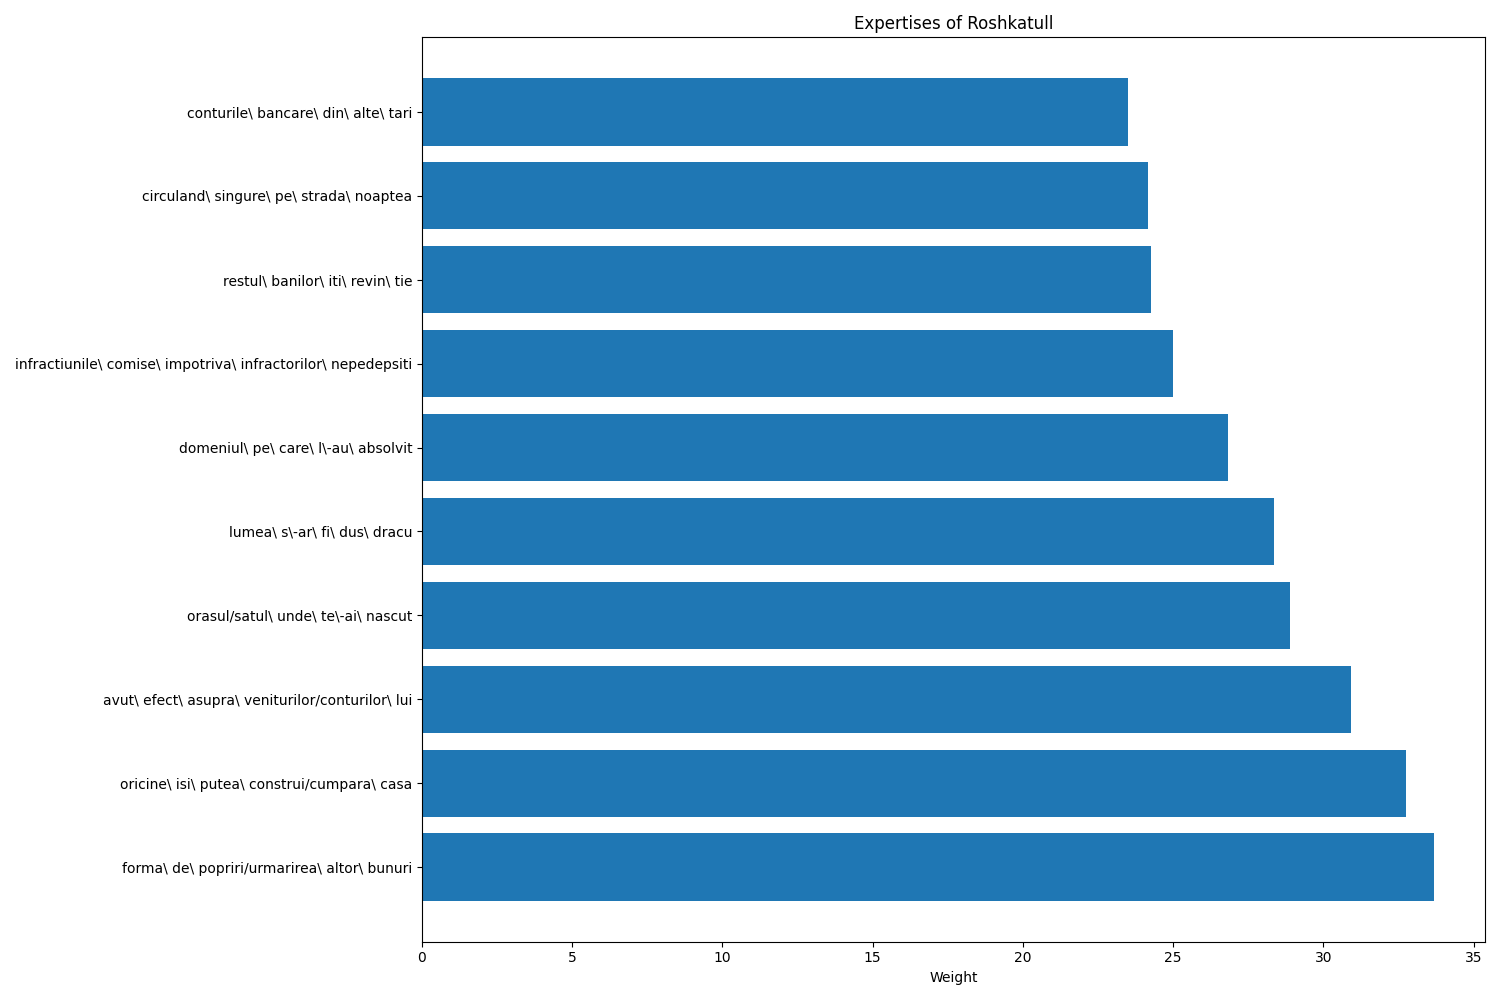 Expertises of Roshkatull
conturile\ bancare\ din\ alte\ tari
circuland\ singure\ pe\ strada\ noaptea
restul\ banilor\ iti\ revin\ tie
infractiunile\ comise\ impotriva\ infractorilor\ nepedepsiti
domeniul\ pe\ care\ l\-au\ absolvit
lumea\ s\-ar\ fi\ dus\ dracu
orasul/satul\ unde\ te\-ai\ nascut
avut\ efect\ asupra\ veniturilor/conturilor\ lui
oricine\ isi\ putea\ construi/cumpara\ casa
forma\ de\ popriri/urmarirea\ altor\ bunuri
0 5 10 15 20 25 30 35
Weight